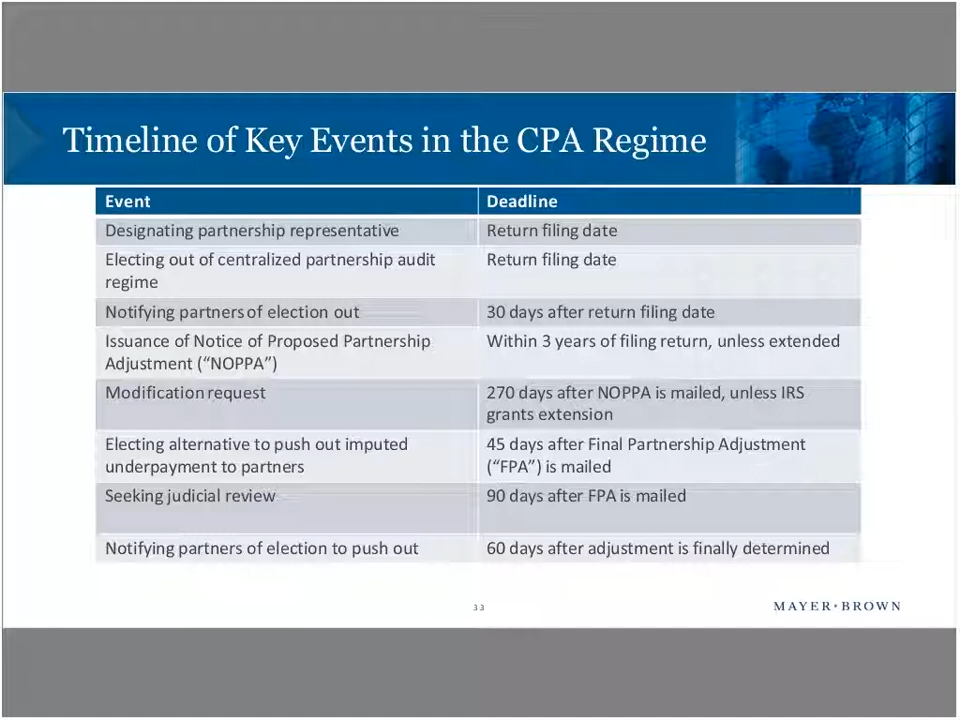 Timeline of Key Events in the CPA Regime
Event Deadline
Designating partnership representative Return filing date
Electing out of centralized partnership audit Return filing date
regime
Notifying partners of election out 30 days after return filing date
Issuance of Notice of Proposed Partnership Within 3 years of filing return, unless extended
Adjustment (“NOPPA”)
Modification request 270 days after NOPPA is mailed, unless IRS
grants extension
Electing alternative to push out imputed 45 days after Final Partnership Adjustment
underpayment to partners (“FPA”) is mailed
Seeking judicial review 90 days after FPA is mailed
Notifying partners of election to push out 60 days after adjustment is finally determined
33
MAYER•BROWN